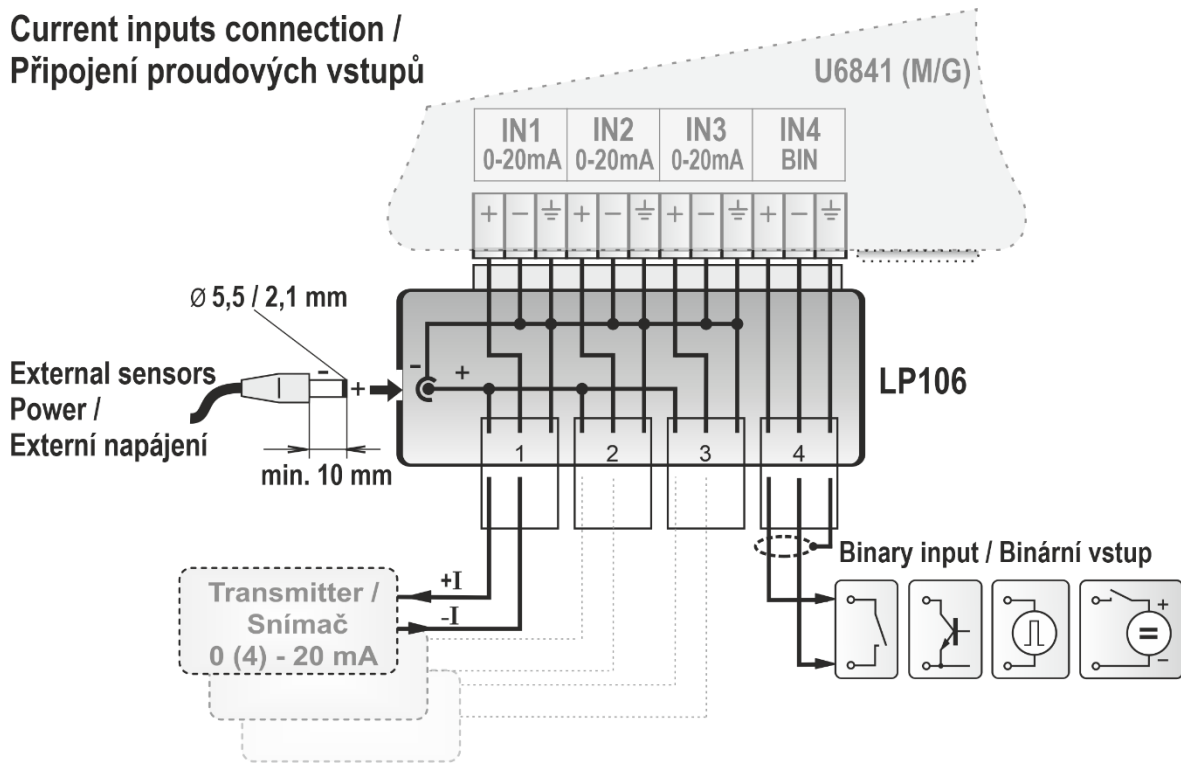 Current inputs connection /
Připojení proudových vstupů
U6841 (M/G)
IN1 IN2 IN3 IN4
0-20mA 0-20mA 0-20mA BIN
+ − + − + − + −
Ø 5,5 / 2,1 mm
External sensors
Power /
Externí napájení
- +
- +
LP106
min. 10 mm
1 2 3 4
Binary input / Binární vstup
+I
-I
Transmitter /
Snímač
0 (4) - 20 mA
+
=
−